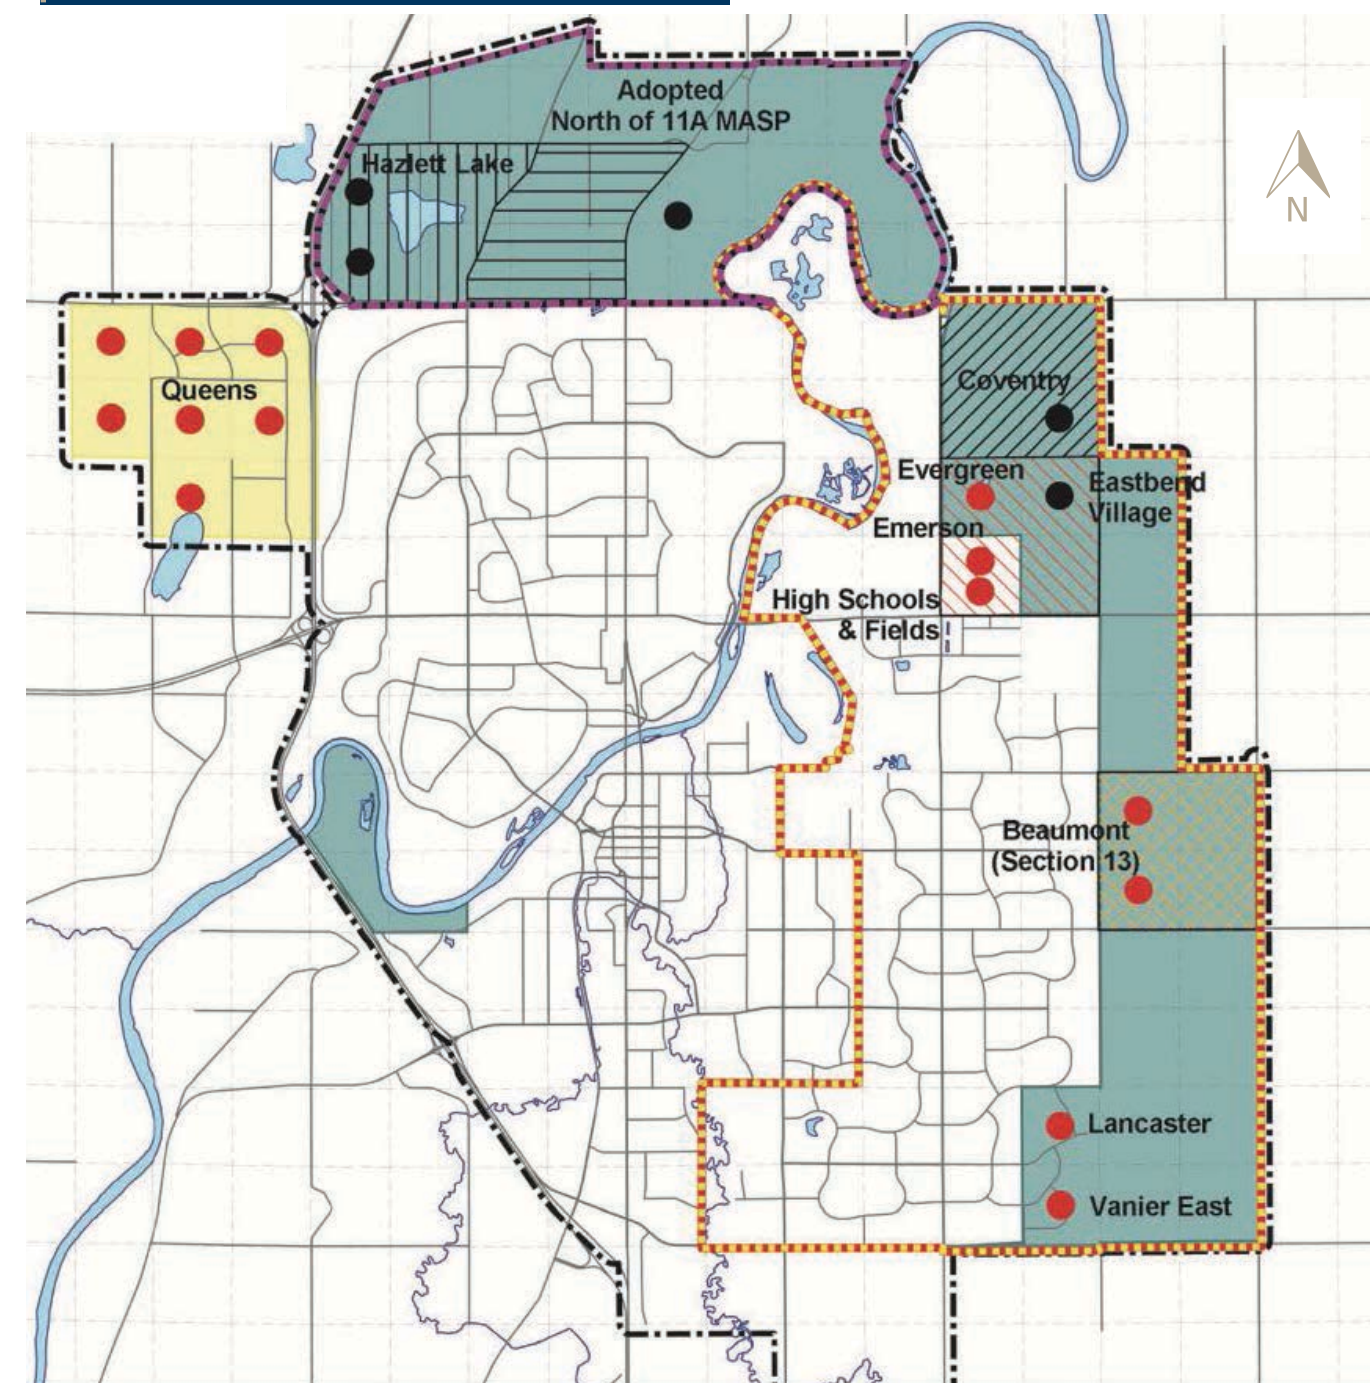 Adopted
North of 11A MASP
Hazlett Lake
N
Queens
Coventry
Evergreen
Eastbend
Village
Emerson
High Schools
& Fields
Beaumont
(Section 13)
Lancaster
Vanier East